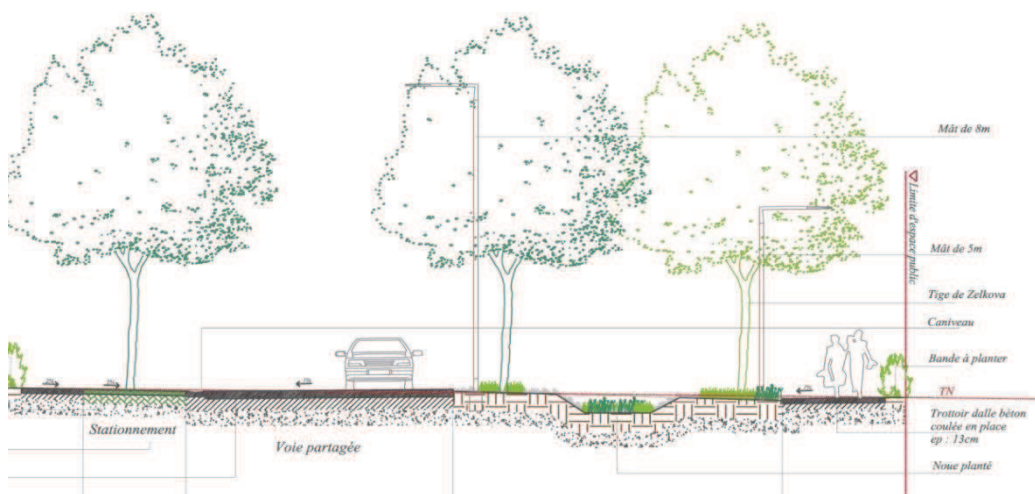 Mât de 8m
Limite d'espace public
Mât de 5m
Tige de Zelkova
Caniveau
Bande à planter
TN
Trottoir dalle béton
coulée en place
ep : 13cm
Stationnement
Voie partagée
Noue planté